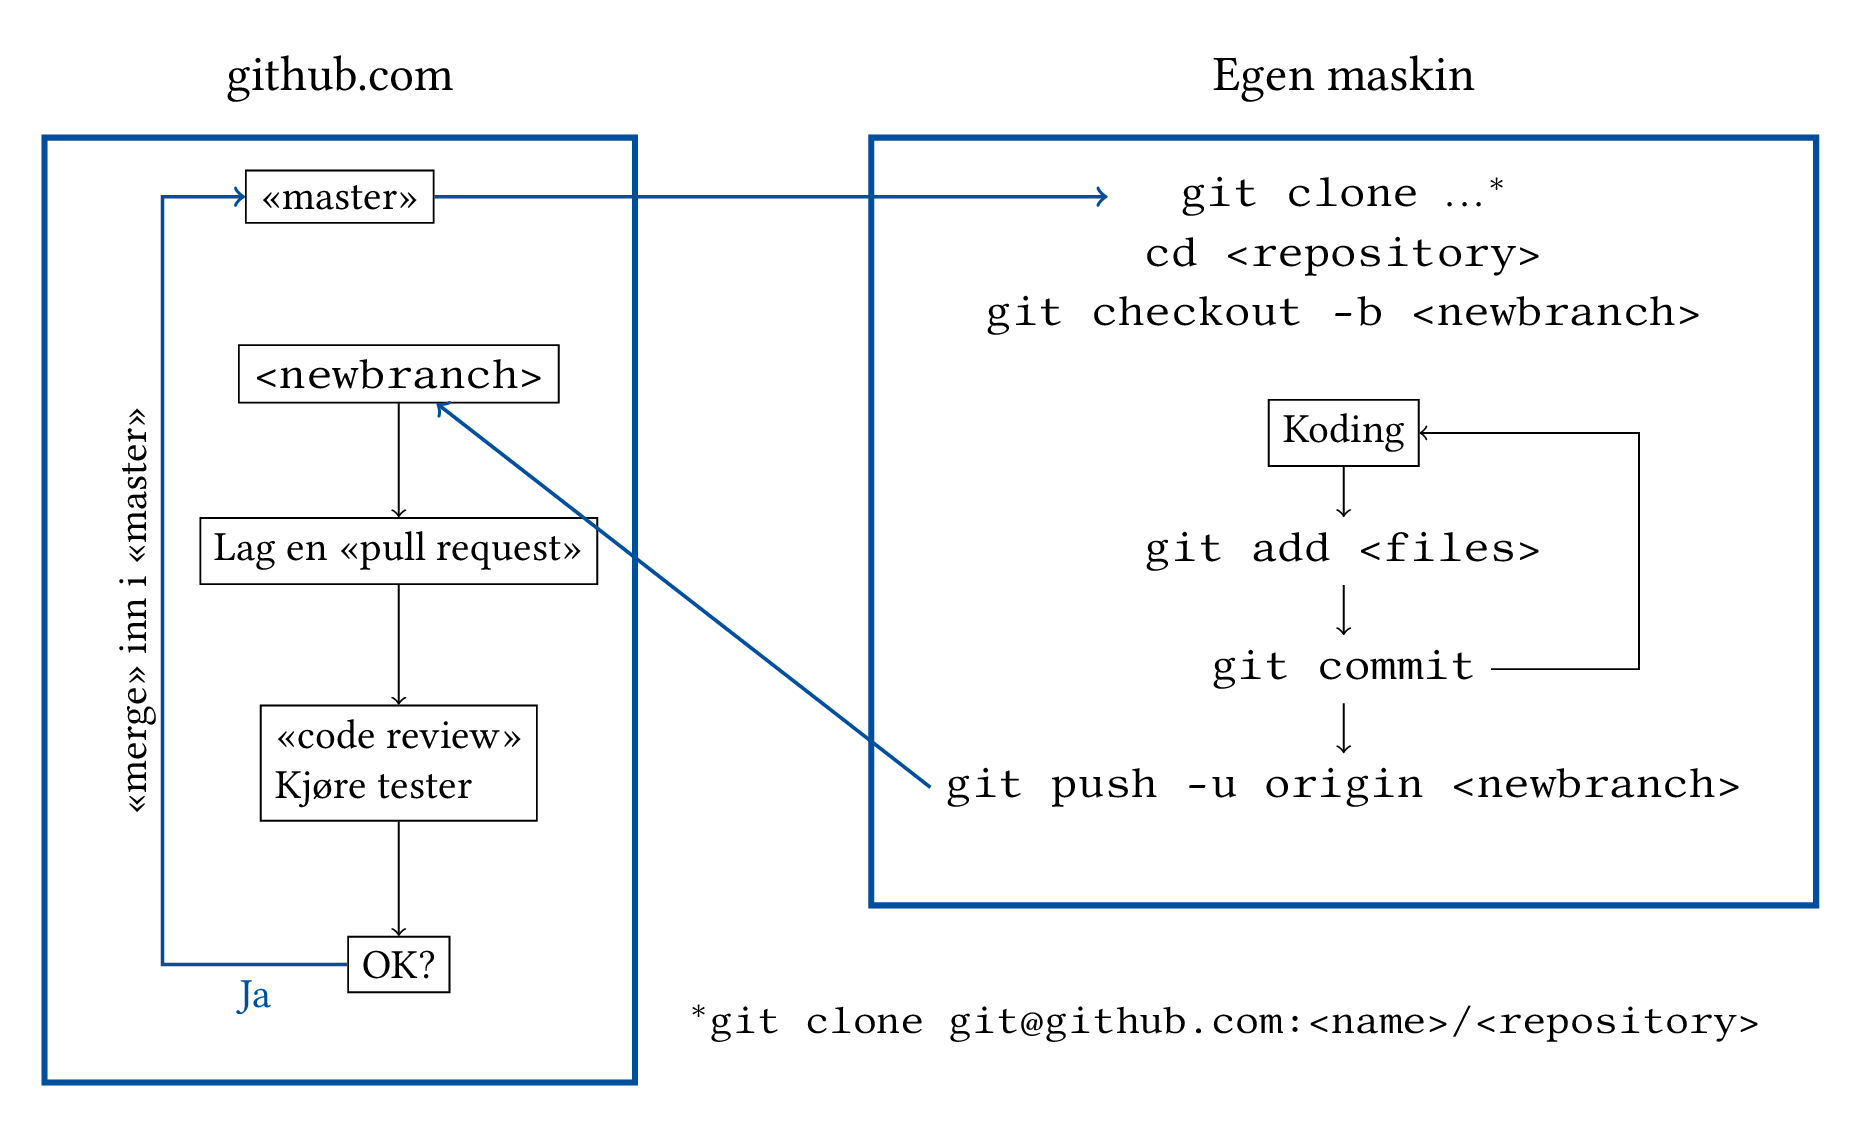 github.com
«master»
<newbranch>
Lag en «pull request»
«code review»
Kjøre tester
OK?
Ja
«merge» inn i «master»
Egen maskin
git clone ...*
cd <repository>
git checkout -b <newbranch>
Koding
git add <files>
git commit
git push -u origin <newbranch>
*git clone git@github.com:<name>/<repository>